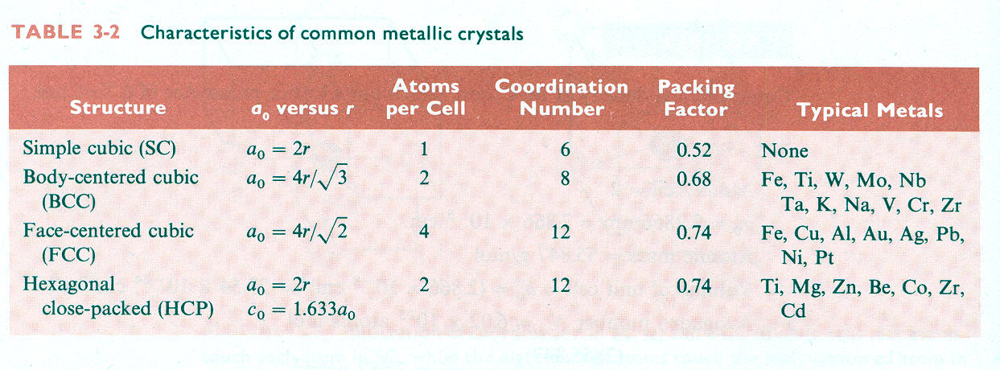 TABLE 3-2 Characteristics of common metallic crystals
Structure a₀ versus r Atoms per Cell Coordination Number Packing Factor Typical Metals
Simple cubic (SC) a₀ = 2r 1 6 0.52 None
Body-centered cubic a₀ = 4r/√3 2 8 0.68 Fe, Ti, W, Mo, Nb
(BCC) Ta, K, Na, V, Cr, Zr
Face-centered cubic a₀ = 4r/√2 4 12 0.74 Fe, Cu, Al, Au, Ag, Pb,
(FCC) Ni, Pt
Hexagonal a₀ = 2r 2 12 0.74 Ti, Mg, Zn, Be, Co, Zr,
close-packed (HCP) c₀ = 1.633a₀ Cd